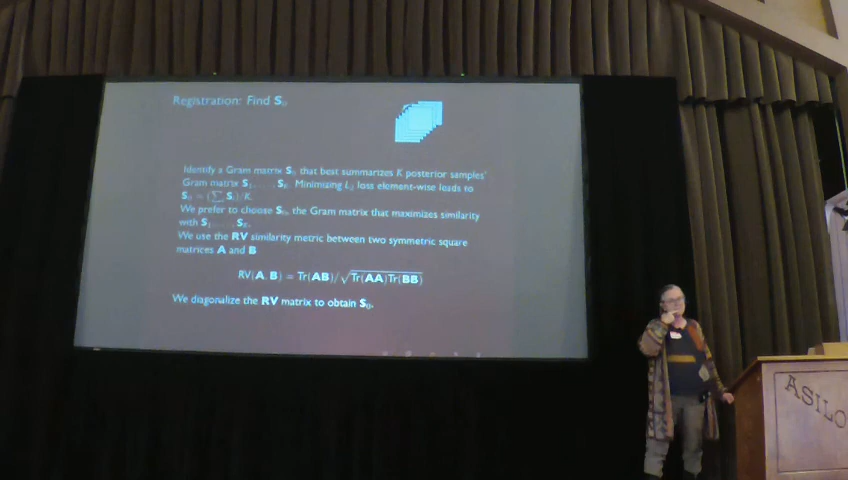 Registration: Find S₀
Identify a Gram matrix S₀ that best summarizes K posterior samples'
Gram matrix S₁, . . . , Sₖ. Minimizing L₂ loss element-wise leads to
S₀ = (∑ Sᵢ)/K.
We prefer to choose S₀, the Gram matrix that maximizes similarity
with S₁, . . . , Sₖ.
We use the RV similarity metric between two symmetric square
matrices A and B
RV(A, B) = Tr(AB)/√Tr(AA)Tr(BB)
We diagonalize the RV matrix to obtain S₀.
ASILO